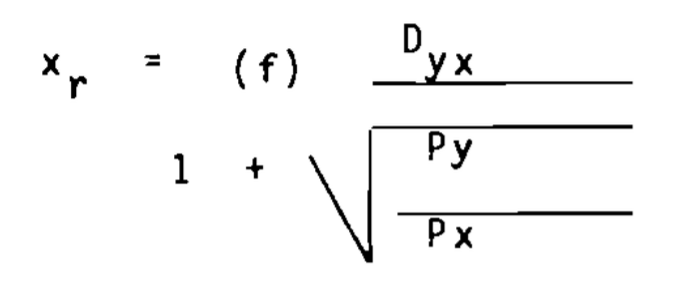 x_r = (f) D_yx
1 + √ Py
Px